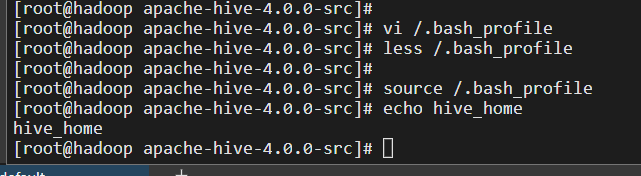 [root@hadoop apache-hive-4.0.0-src]#
[root@hadoop apache-hive-4.0.0-src]# vi /.bash_profile
[root@hadoop apache-hive-4.0.0-src]# less /.bash_profile
[root@hadoop apache-hive-4.0.0-src]#
[root@hadoop apache-hive-4.0.0-src]# source /.bash_profile
[root@hadoop apache-hive-4.0.0-src]# echo hive_home
hive_home
[root@hadoop apache-hive-4.0.0-src]#
default